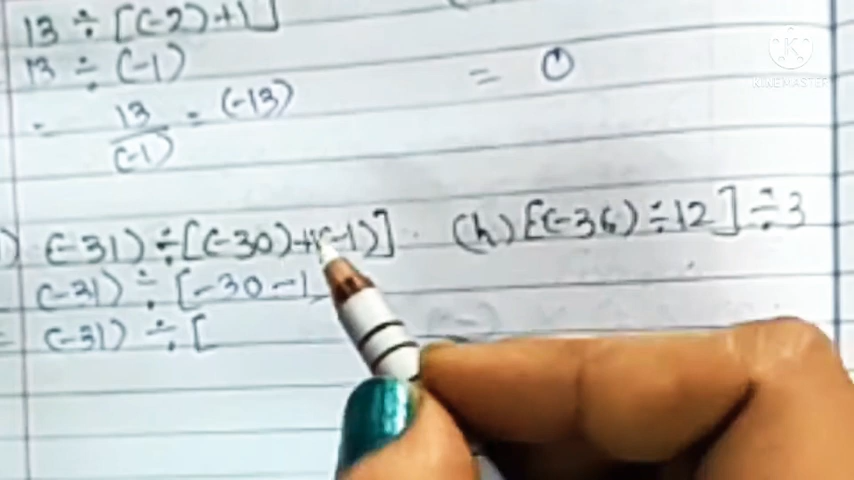 13 ÷ [(-2)+1]
13 ÷ (-1)
= 0
- 13/(-1) = (-13)
KINEMASTER
) (-31) ÷ [(-30)+(-1)]. (h) [(-36) ÷ 12] ÷ 3
(-31) ÷ [-30-1
= (-31) ÷ [